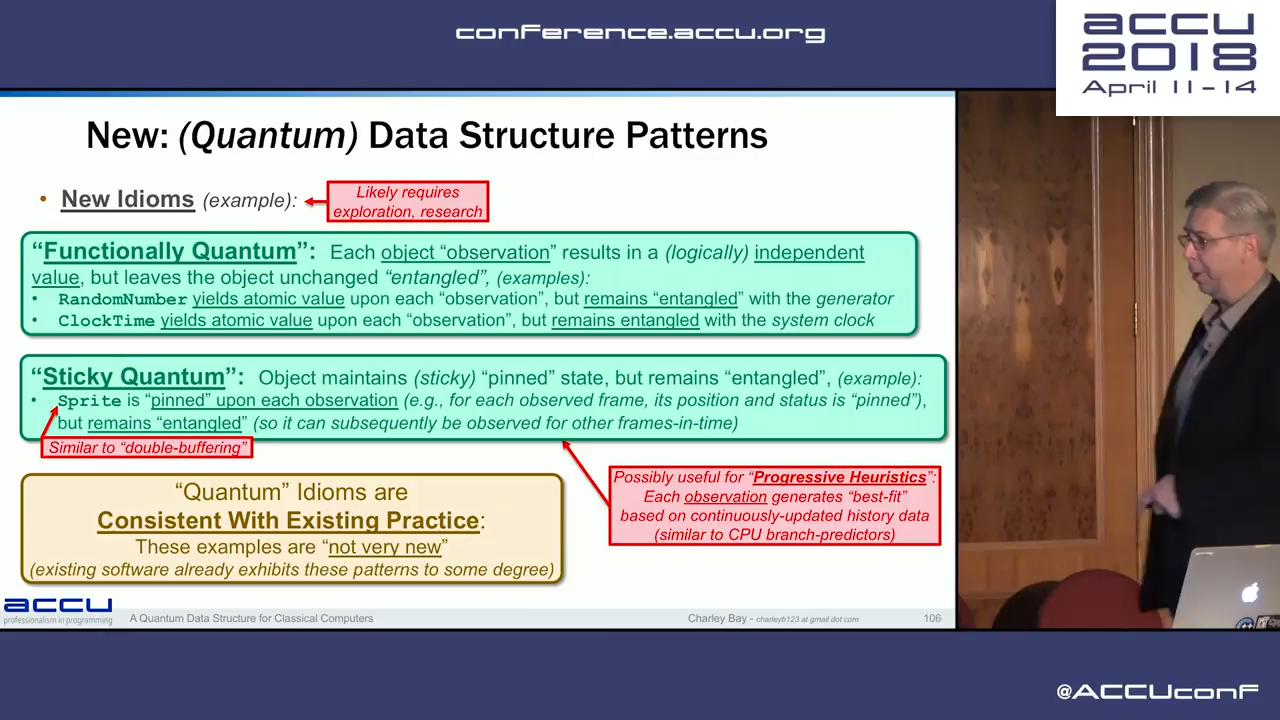 conference.accu.org
accu
2018
April 11-14
New: (Quantum) Data Structure Patterns
• New Idioms (example):
Likely requires
exploration, research
“Functionally Quantum”: Each object “observation” results in a (logically) independent
value, but leaves the object unchanged “entangled”, (examples):
• RandomNumber yields atomic value upon each “observation”, but remains “entangled” with the generator
• ClockTime yields atomic value upon each “observation”, but remains entangled with the system clock
“Sticky Quantum”: Object maintains (sticky) “pinned” state, but remains “entangled”, (example):
• Sprite is “pinned” upon each observation (e.g., for each observed frame, its position and status is “pinned”),
but remains “entangled” (so it can subsequently be observed for other frames-in-time)
Similar to “double-buffering”
Possibly useful for “Progressive Heuristics”:
Each observation generates “best-fit”
based on continuously-updated history data
(similar to CPU branch-predictors)
“Quantum” Idioms are
Consistent With Existing Practice:
These examples are “not very new”
(existing software already exhibits these patterns to some degree)
accu
professionalism in programming
A Quantum Data Structure for Classical Computers
Charley Bay - charleyb123 at gmail dot com
106
@ACCUconf